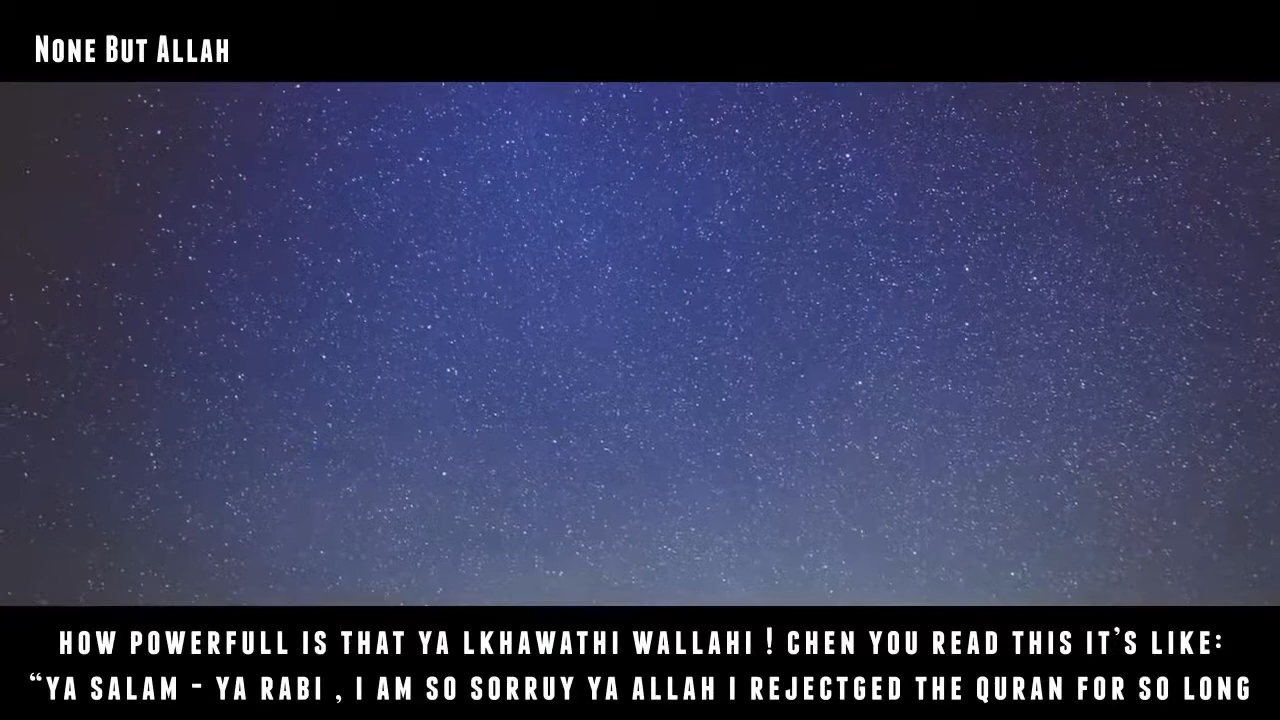 None But Allah
HOW POWERFULL IS THAT YA LKHAWATHI WALLAHI ! CHEN YOU READ THIS IT'S LIKE:
“YA SALAM - YA RABI , I AM SO SORRUY YA ALLAH I REJECTGED THE QURAN FOR SO LONG